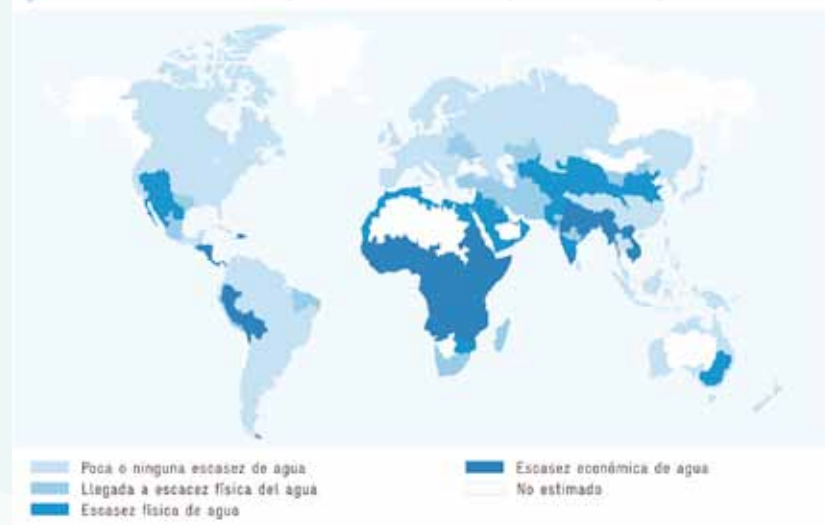 Poca o ninguna escasez de agua
Llegada a escacez física del agua
Escasez física de agua
Escasez económica de agua
No estimado